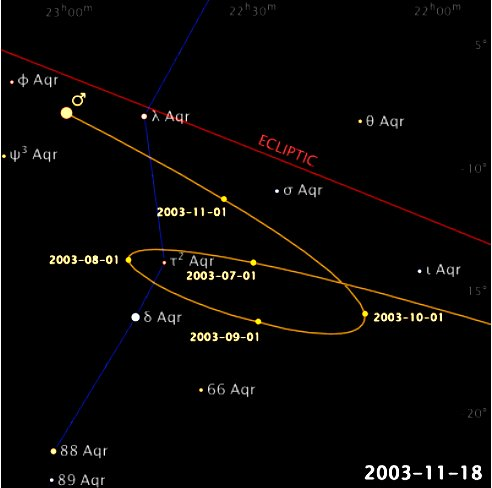 23h00m
22h30m
22h00m
5°
φ Aqr
♂
λ Aqr
θ Aqr
ECLIPTIC
ψ³ Aqr
-10°
σ Aqr
2003-11-01
2003-08-01
τ² Aqr
ι Aqr
2003-07-01
15°
δ Aqr
2003-10-01
2003-09-01
66 Aqr
20°
88 Aqr
89 Aqr
2003-11-18